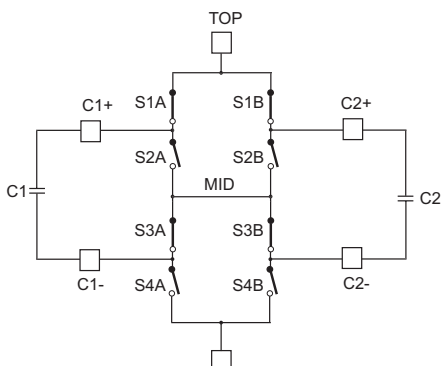 TOP
C1+
S1A
S1B
C2+
S2A
S2B
C1
MID
C2
S3A
S3B
C1-
S4A
S4B
C2-